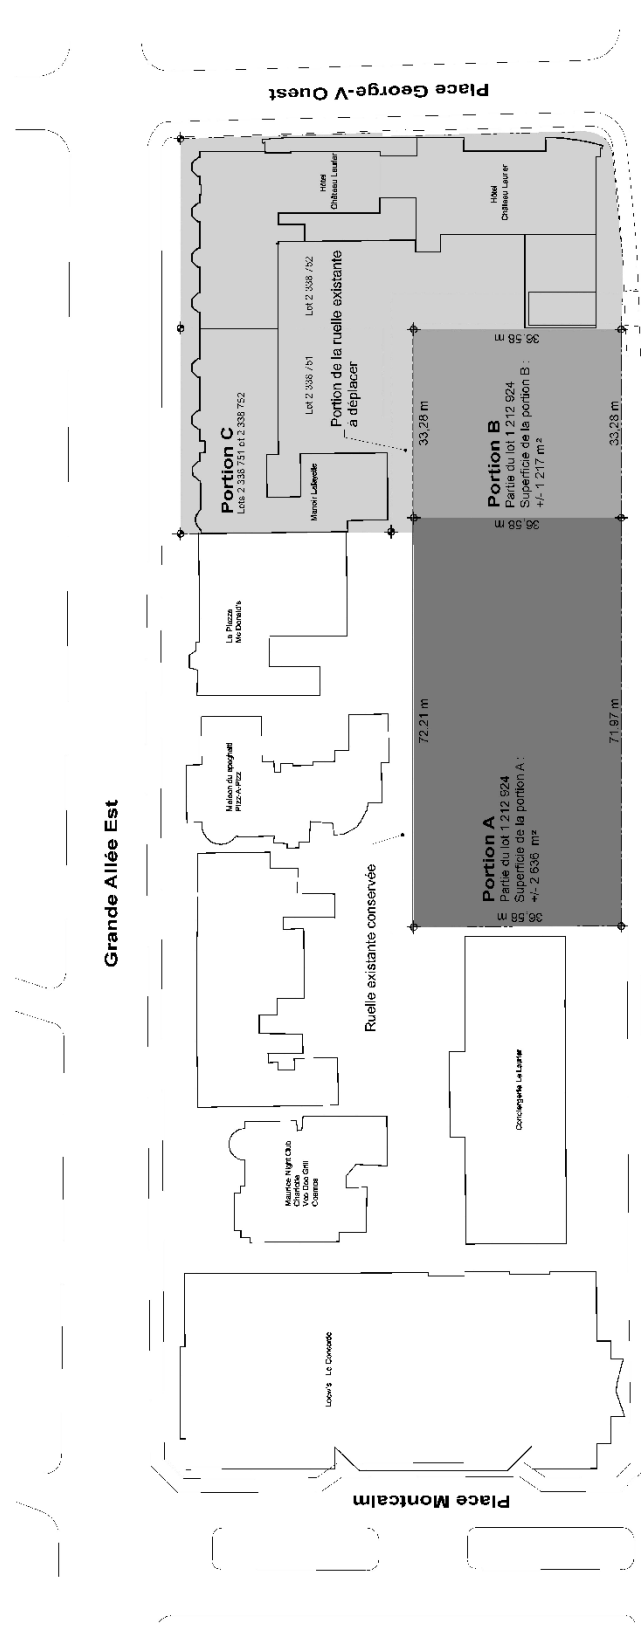 Place George-V Ouest
Hôtel
Château Laurier
Hôtel
Château Laurier
Lot 2 338 752
Lot 2 338 751
Portion de la ruelle existante
à déplacer
Portion C
Lots 2 338 751 et 2 338 752
Manoir Lafayette
36,58 m
33,28 m
33,28 m
Portion B
Partie du lot 1 212 924
Superficie de la portion B :
+/- 1 217 m²
36,58 m
La Piazza
Mc Donald's
72,21 m
71,97 m
Portion A
Partie du lot 1 212 924
Superficie de la portion A :
+/- 2 636 m²
36,58 m
Maison du spaghetti
Pizz-A-Pizz
Grande Allée Est
Ruelle existante conservée
Conciergerie Le Laurier
Maurice Night Club
Charlotte
Voo Doo Grill
Cosmos
Loew's Le Concorde
Place Montcalm